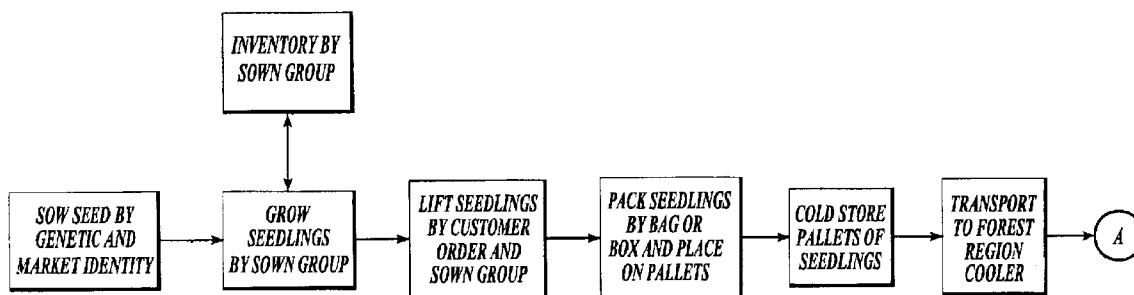 INVENTORY BY
SOWN GROUP
SOW SEED BY
GENETIC AND
MARKET IDENTITY
GROW
SEEDLINGS
BY SOWN GROUP
LIFT SEEDLINGS
BY CUSTOMER
ORDER AND
SOWN GROUP
PACK SEEDLINGS
BY BAG OR
BOX AND PLACE
ON PALLETS
COLD STORE
PALLETS OF
SEEDLINGS
TRANSPORT
TO FOREST
REGION
COOLER
A